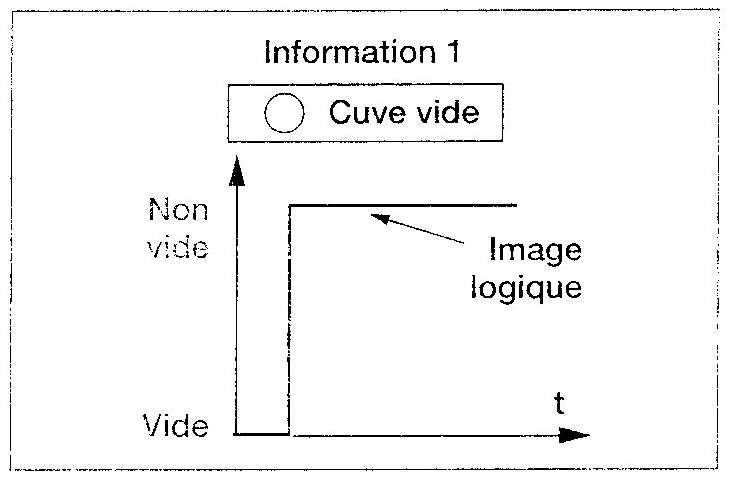 Information 1
Cuve vide
Non
vide
Image
logique
t
Vide